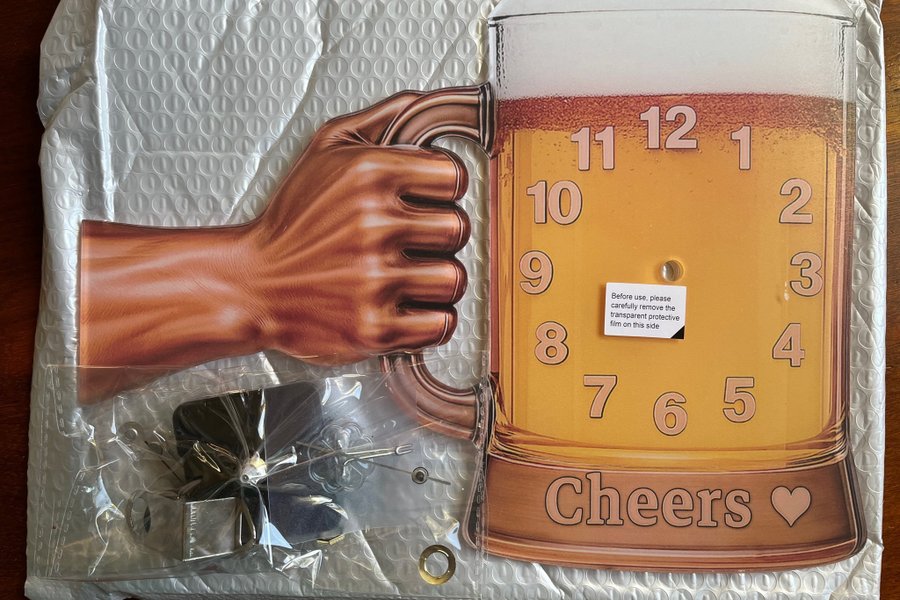 12
11
1
10
2
9
3
Before use, please
carefully remove the
transparent protective
film on this side
8
4
7
5
6
Cheers ♥